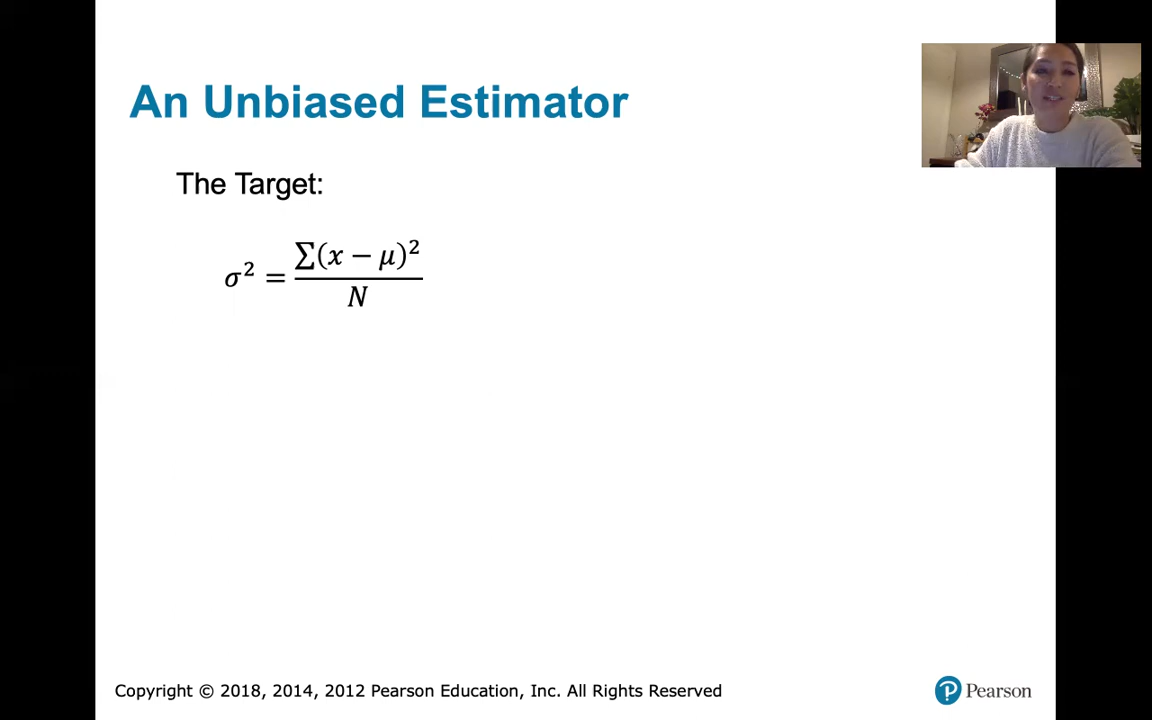 An Unbiased Estimator
The Target:
σ² = ∑(x − μ)² / N
Copyright © 2018, 2014, 2012 Pearson Education, Inc. All Rights Reserved
P Pearson